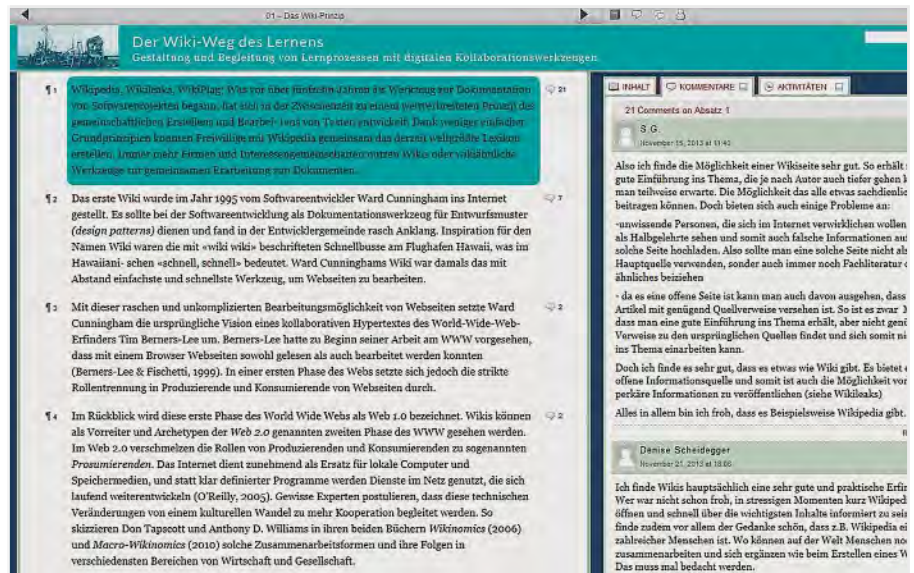 01 – Das Wiki-Prinzip
Der Wiki-Weg des Lernens
Gestaltung und Begleitung von Lernprozessen mit digitalen Kollaborationswerkzeugen
¶1 Wikipedia, Wikileaks, WikiPlag: Was vor über fünfzehn Jahren als Werkzeug zur Dokumentation 21
von Softwareprojekten begann, hat sich in der Zwischenzeit zu einem weitverbreiteten Prinzip des
gemeinschaftlichen Erstellens und Bearbei- tens von Texten entwickelt. Dank weniger einfacher
Grundprinzipien konnten Freiwillige mit Wikipedia gemeinsam das derzeit weltgrößte Lexikon
erstellen. Immer mehr Firmen und Interessengemeinschaften nutzen Wikis oder wikiähnliche
Werkzeuge zur gemeinsamen Erarbeitung von Dokumenten.
¶2 Das erste Wiki wurde im Jahr 1995 vom Softwareentwickler Ward Cunningham ins Internet 7
gestellt. Es sollte bei der Softwareentwicklung als Dokumentationswerkzeug für Entwurfsmuster
(design patterns) dienen und fand in der Entwicklergemeinde rasch Anklang. Inspiration für den
Namen Wiki waren die mit «wiki wiki» beschrifteten Schnellbusse am Flughafen Hawaii, was im
Hawaiiani- schen «schnell, schnell» bedeutet. Ward Cunninghams Wiki war damals das mit
Abstand einfachste und schnellste Werkzeug, um Webseiten zu bearbeiten.
¶3 Mit dieser raschen und unkomplizierten Bearbeitungsmöglichkeit von Webseiten setzte Ward 2
Cunningham die ursprüngliche Vision eines kollaborativen Hypertextes des World-Wide-Web-
Erfinders Tim Berners-Lee um. Berners-Lee hatte zu Beginn seiner Arbeit am WWW vorgesehen,
dass mit einem Browser Webseiten sowohl gelesen als auch bearbeitet werden konnten
(Berners-Lee & Fischetti, 1999). In einer ersten Phase des Webs setzte sich jedoch die strikte
Rollentrennung in Produzierende und Konsumierende von Webseiten durch.
¶4 Im Rückblick wird diese erste Phase des World Wide Webs als Web 1.0 bezeichnet. Wikis können 2
als Vorreiter und Archetypen der Web 2.0 genannten zweiten Phase des WWW gesehen werden.
Im Web 2.0 verschmelzen die Rollen von Produzierenden und Konsumierenden zu sogenannten
Prosumierenden. Das Internet dient zunehmend als Ersatz für lokale Computer und
Speichermedien, und statt klar definierter Programme werden Dienste im Netz genutzt, die sich
laufend weiterentwickeln (O'Reilly, 2005). Gewisse Experten postulieren, dass diese technischen
Veränderungen von einem kulturellen Wandel zu mehr Kooperation begleitet werden. So
skizzieren Don Tapscott und Anthony D. Williams in ihren beiden Büchern Wikinomics (2006)
und Macro-Wikinomics (2010) solche Zusammenarbeitsformen und ihre Folgen in
verschiedensten Bereichen von Wirtschaft und Gesellschaft.
INHALT KOMMENTARE AKTIVITÄTEN
21 Comments on Absatz 1
S.G.
November 15, 2013 at 11:43
Also ich finde die Möglichkeit einer Wikiseite sehr gut. So erhält
gute Einführung ins Thema, die je nach Autor auch tiefer gehen
man teilweise erwarte. Die Möglichkeit das alle etwas sachdienlic
beitragen können. Doch bieten sich auch einige Probleme an:
-unwissende Personen, die sich im Internet verwirklichen wollen
als Halbgelehrte sehen und somit auch falsche Informationen auf
solche Seite hochladen. Also sollte man eine solche Seite nicht als
Hauptquelle verwenden, sonder auch immer noch Fachliteratur
ähnliches beiziehen
- da es eine offene Seite ist kann man auch davon ausgehen, dass
Artikel mit genügend Quellverweise versehen ist. So ist es zwar
dass man eine gute Einführung ins Thema erhält, aber nicht genü
Verweise zu den ursprünglichen Quellen findet und sich somit ni
ins Thema einarbeiten kann.
Doch ich finde es sehr gut, dass es etwas wie Wiki gibt. Es bietet
offene Informationsquelle und somit ist auch die Möglichkeit vor
perkäre Informationen zu veröffentlichen (siehe Wikileaks)
Alles in allem bin ich froh, dass es Beispielsweise Wikipedia gibt.
Denise Scheidegger
November 21, 2013 at 18:06
Ich finde Wikis hauptsächlich eine sehr gute und praktische Erfin
Wer war nicht schon froh, in stressigen Momenten kurz Wikiped
öffnen und schnell über die wichtigsten Inhalte informiert zu sein
finde zudem vor allem der Gedanke schön, dass z.B. Wikipedia ei
zahlreicher Menschen ist. Wo können auf der Welt Menschen noc
zusammenarbeiten und sich ergänzen wie beim Erstellen eines W
Das muss mal bedacht werden.